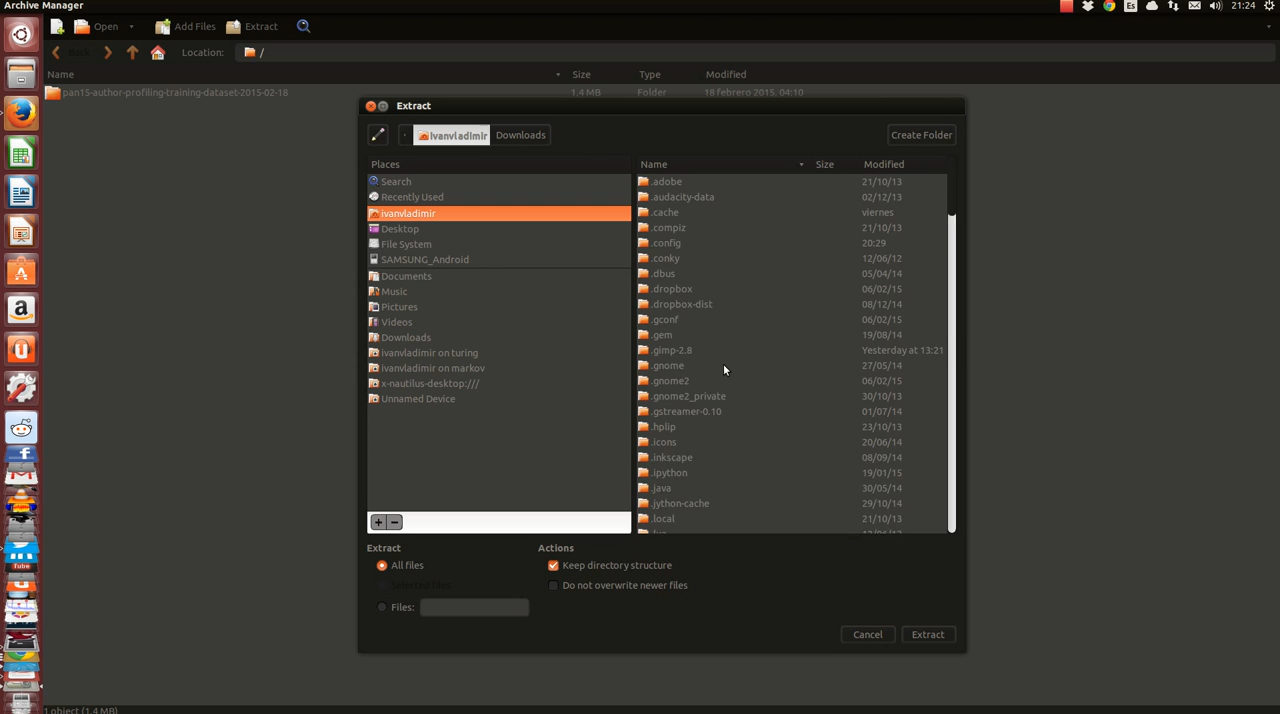 Archive Manager
Es
21:24
Open
Add Files
Extract
Back
Location:
/
Name
Size
Type
Modified
pan15-author-profiling-training-dataset-2015-02-18
1.4 MB
Folder
18 febrero 2015, 04:10
Extract
ivanvladimir
Downloads
Create Folder
Places
Search
Recently Used
ivanvladimir
Desktop
File System
SAMSUNG_Android
Documents
Music
Pictures
Videos
Downloads
ivanvladimir on turing
ivanvladimir on markov
x-nautilus-desktop:///
Unnamed Device
Name Size Modified
.adobe 21/10/13
.audacity-data 02/12/13
.cache viernes
.compiz 21/10/13
.config 20:29
.conky 12/06/12
.dbus 05/04/14
.dropbox 06/02/15
.dropbox-dist 08/12/14
.gconf 06/02/15
.gem 19/08/14
.gimp-2.8 Yesterday at 13:21
.gnome 27/05/14
.gnome2 06/02/15
.gnome2_private 30/10/13
.gstreamer-0.10 01/07/14
.hplip 23/10/13
.icons 20/06/14
.inkscape 08/09/14
.ipython 19/01/15
.java 30/05/14
.jython-cache 29/10/14
.local 21/10/13
Extract
All files
Selected files
Files:
Actions
Keep directory structure
Do not overwrite newer files
Cancel
Extract
1 object (1.4 MB)